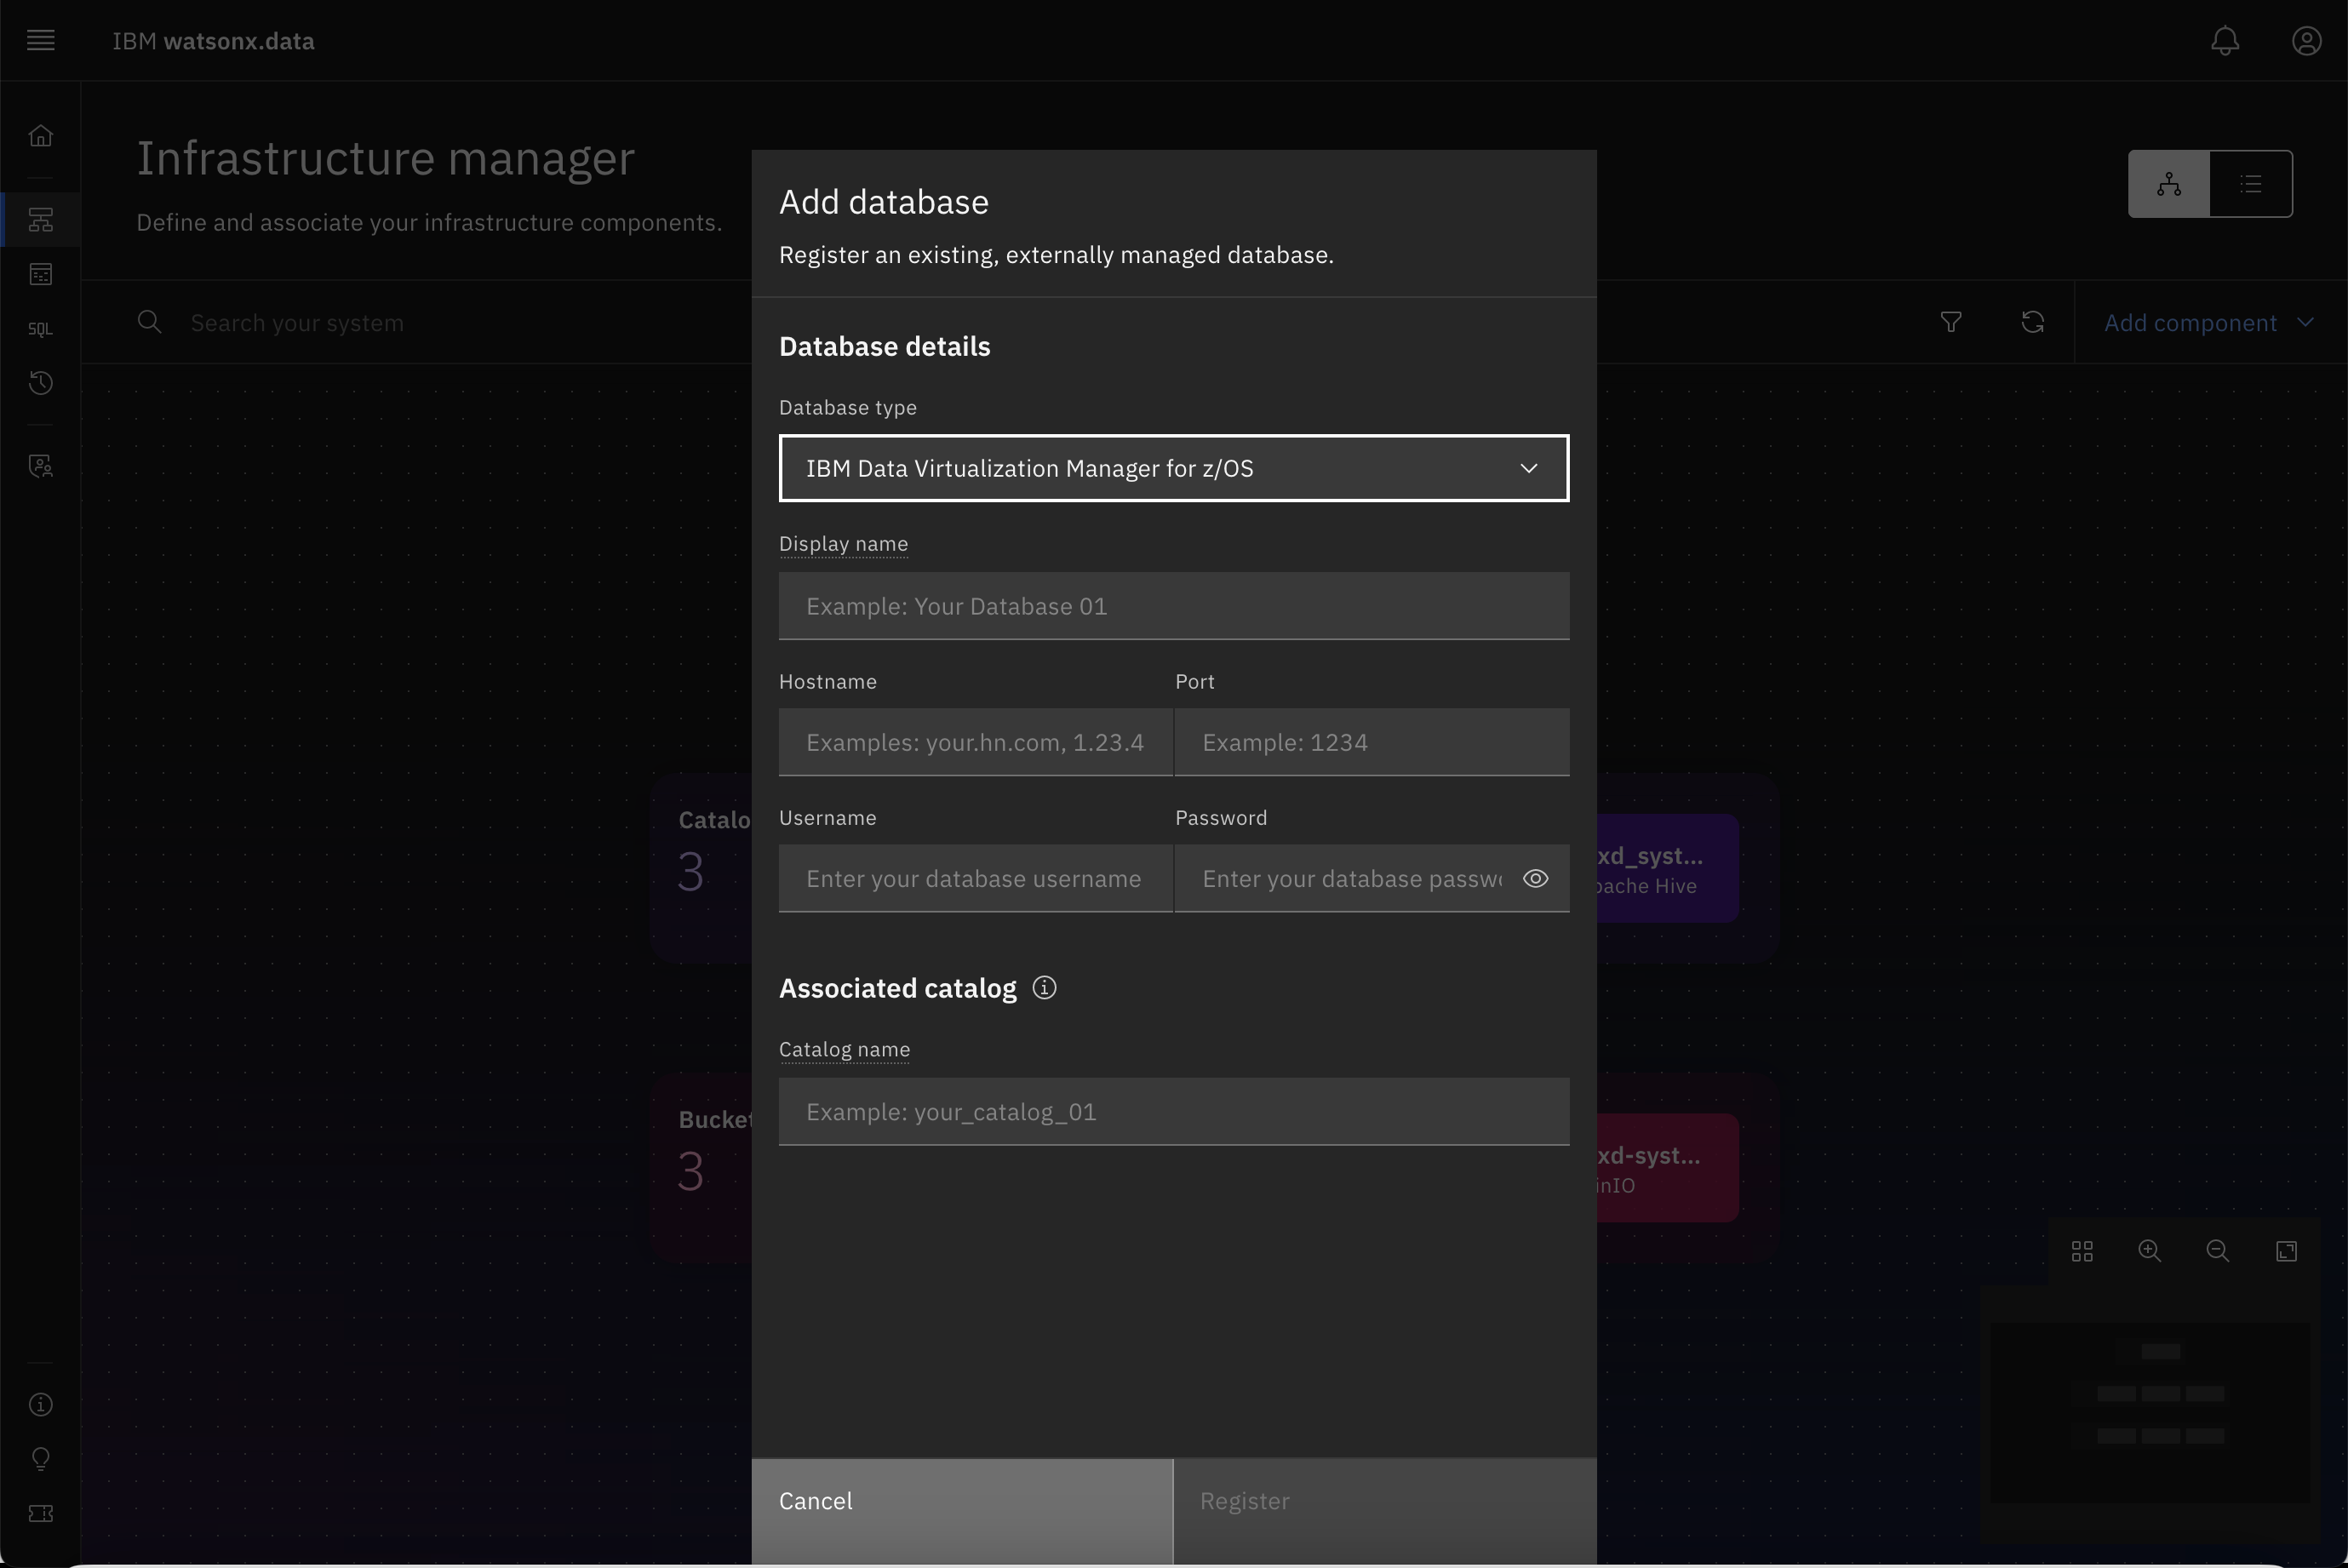 IBM watsonx.data
Infrastructure manager
Define and associate your infrastructure components.
Search your system
Add component
SQL
Catalo
3
xd_syst...
pache Hive
Bucket
3
xd-syst...
inIO
Add database
Register an existing, externally managed database.
Database details
Database type
IBM Data Virtualization Manager for z/OS
Display name
Example: Your Database 01
Hostname
Port
Examples: your.hn.com, 1.23.4
Example: 1234
Username
Password
Enter your database username
Enter your database passwo
Associated catalog
Catalog name
Example: your_catalog_01
Cancel
Register